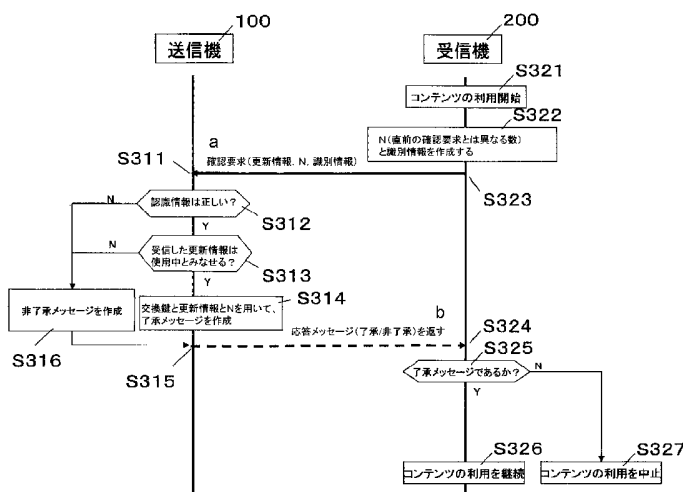 100
200
送信機
受信機
S321
コンテンツの利用開始
S322
N(直前の確認要求とは異なる数)
と識別情報を作成する
a
確認要求(更新情報、N、識別情報)
S311
S323
N
認識情報は正しい?
S312
Y
N
受信した更新情報は
使用中とみなせる?
S313
Y
S314
非了承メッセージを作成
交換鍵と更新情報とNを用いて、
了承メッセージを作成
b
S316
応答メッセージ(了承/非了承)を返す
S324
S315
S325
了承メッセージであるか?
N
Y
S326
S327
コンテンツの利用を継続
コンテンツの利用を中止